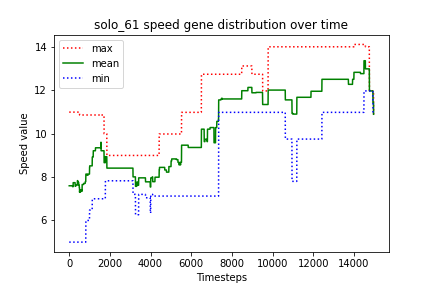 solo_61 speed gene distribution over time
max
mean
min
Speed value
14
12
10
8
6
0 2000 4000 6000 8000 10000 12000 14000
Timesteps